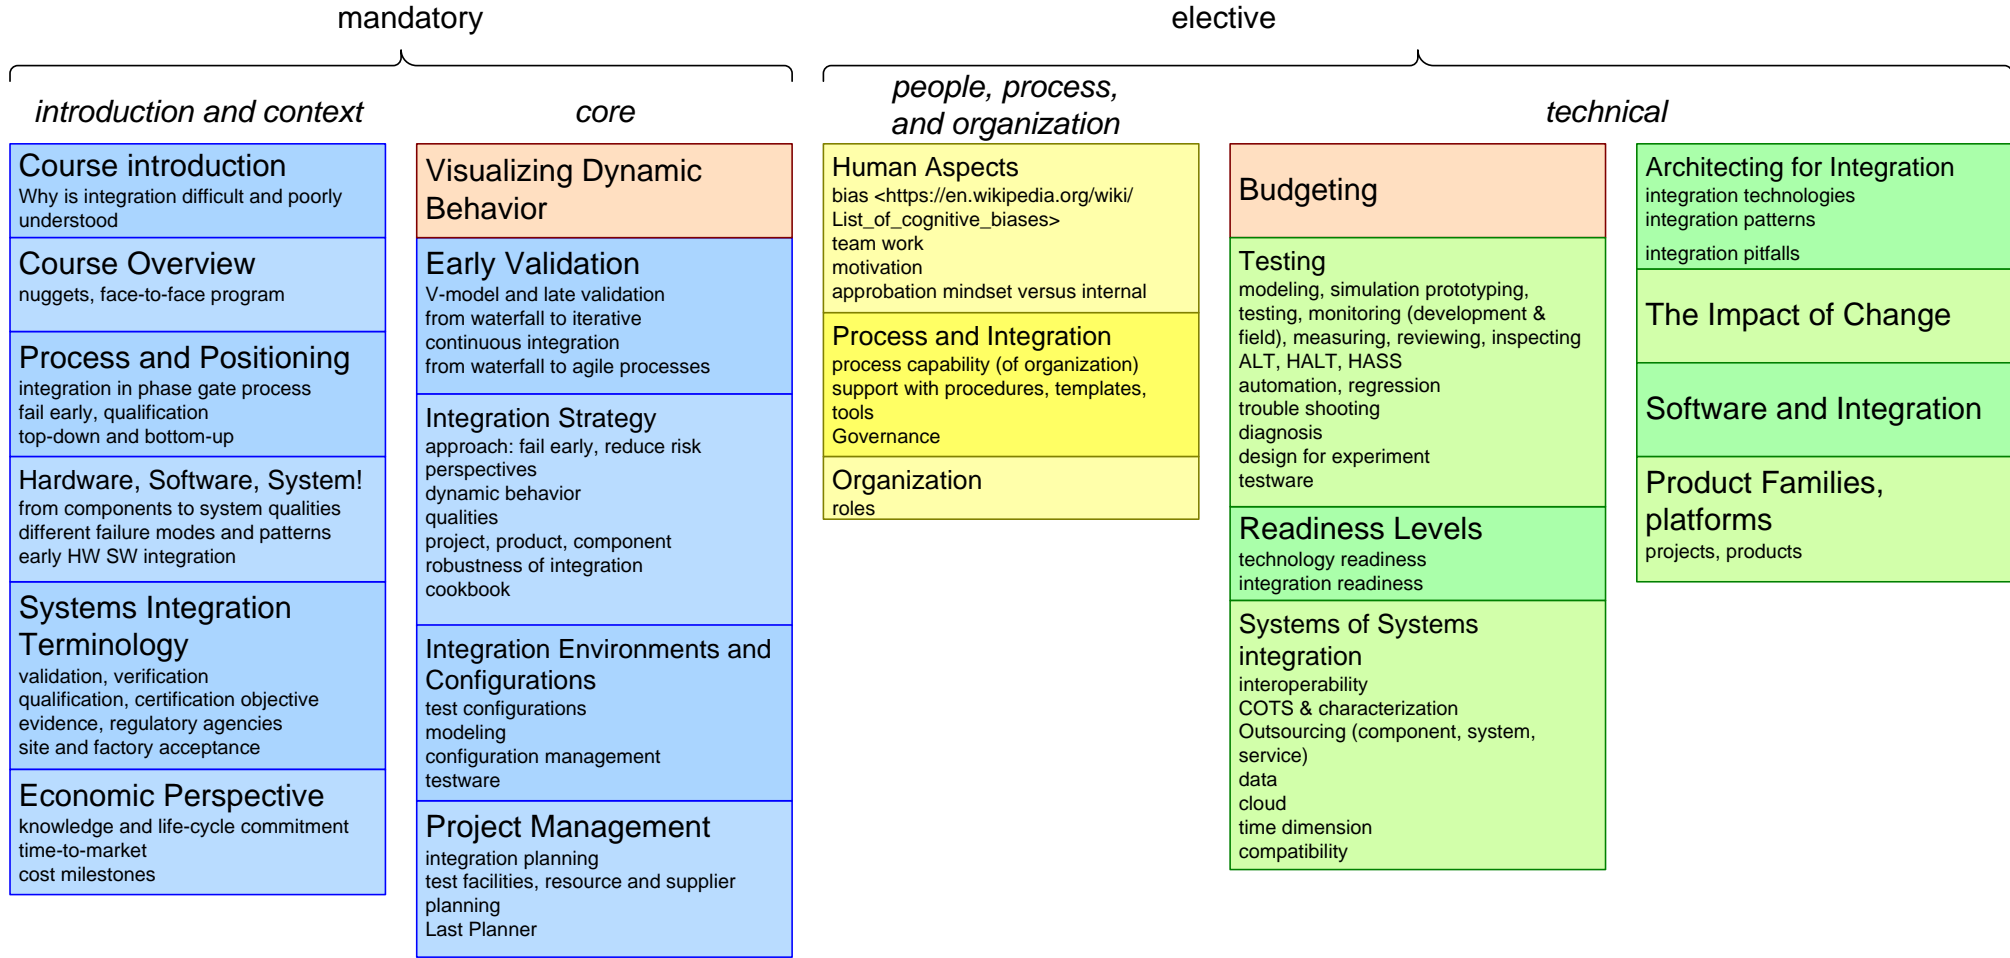 mandatory
elective
introduction and context
core
people, process,
and organization
technical
Course introduction
Why is integration difficult and poorly
understood
Course Overview
nuggets, face-to-face program
Process and Positioning
integration in phase gate process
fail early, qualification
top-down and bottom-up
Hardware, Software, System!
from components to system qualities
different failure modes and patterns
early HW SW integration
Systems Integration
Terminology
validation, verification
qualification, certification objective
evidence, regulatory agencies
site and factory acceptance
Economic Perspective
knowledge and life-cycle commitment
time-to-market
cost milestones
Visualizing Dynamic
Behavior
Early Validation
V-model and late validation
from waterfall to iterative
continuous integration
from waterfall to agile processes
Integration Strategy
approach: fail early, reduce risk
perspectives
dynamic behavior
qualities
project, product, component
robustness of integration
cookbook
Integration Environments and
Configurations
test configurations
modeling
configuration management
testware
Project Management
integration planning
test facilities, resource and supplier
planning
Last Planner
Human Aspects
bias <https://en.wikipedia.org/wiki/
List_of_cognitive_biases>
team work
motivation
approbation mindset versus internal
Process and Integration
process capability (of organization)
support with procedures, templates,
tools
Governance
Organization
roles
Budgeting
Testing
modeling, simulation prototyping,
testing, monitoring (development &
field), measuring, reviewing, inspecting
ALT, HALT, HASS
automation, regression
trouble shooting
diagnosis
design for experiment
testware
Readiness Levels
technology readiness
integration readiness
Systems of Systems
integration
interoperability
COTS & characterization
Outsourcing (component, system,
service)
data
cloud
time dimension
compatibility
Architecting for Integration
integration technologies
integration patterns
integration pitfalls
The Impact of Change
Software and Integration
Product Families,
platforms
projects, products